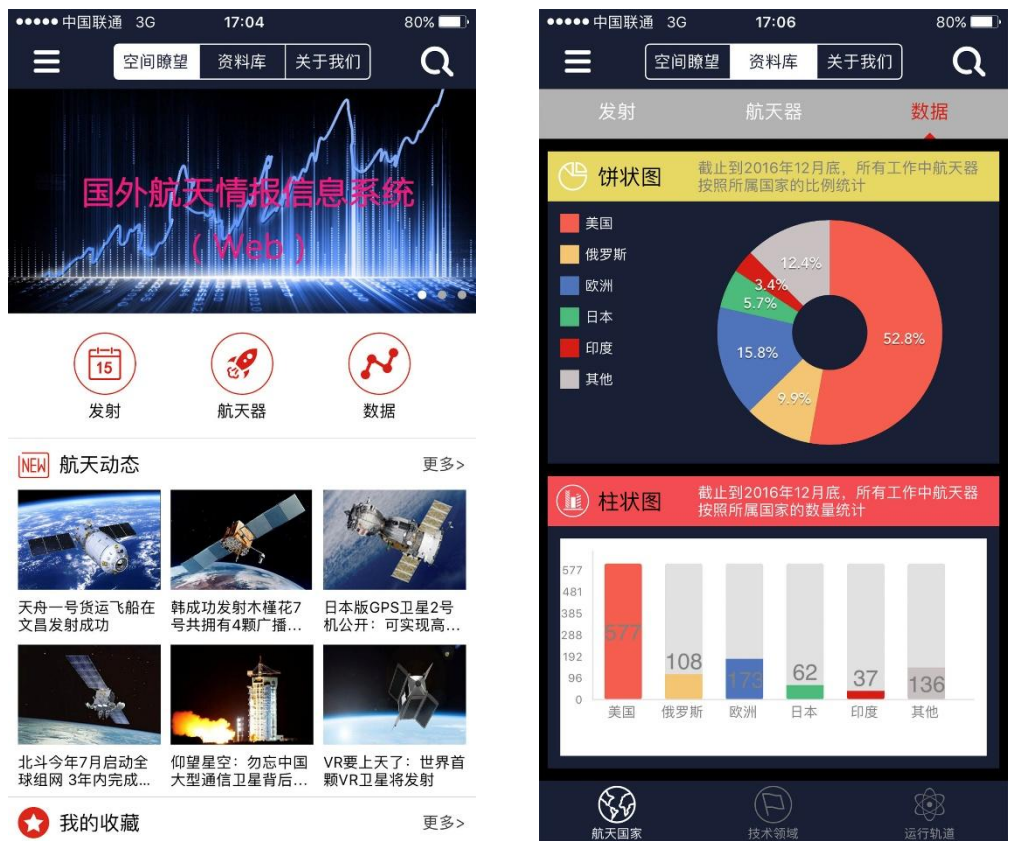 中国联通 3G 17:04 80%
空间瞭望 资料库 关于我们
国外航天情报信息系统
(Web)
15
发射 航天器 数据
NEW 航天动态 更多>
天舟一号货运飞船在
文昌发射成功
韩成功发射木槿花7
号共拥有4颗广播...
日本版GPS卫星2号
机公开：可实现高...
北斗今年7月启动全
球组网 3年内完成...
仰望星空：勿忘中国
大型通信卫星背后...
VR要上天了：世界首
颗VR卫星将发射
我的收藏 更多>
中国联通 3G 17:06 80%
空间瞭望 资料库 关于我们
发射 航天器 数据
饼状图
截止到2016年12月底，所有工作中航天器
按照所属国家的比例统计
美国
俄罗斯
欧洲
日本
印度
其他
12.4%
3.4%
5.7%
52.8%
15.8%
9.9%
柱状图
截止到2016年12月底，所有工作中航天器
按照所属国家的数量统计
577
481
385
288
192
96
0
577 108 173 62 37 136
美国 俄罗斯 欧洲 日本 印度 其他
航天国家 技术领域 运行轨道